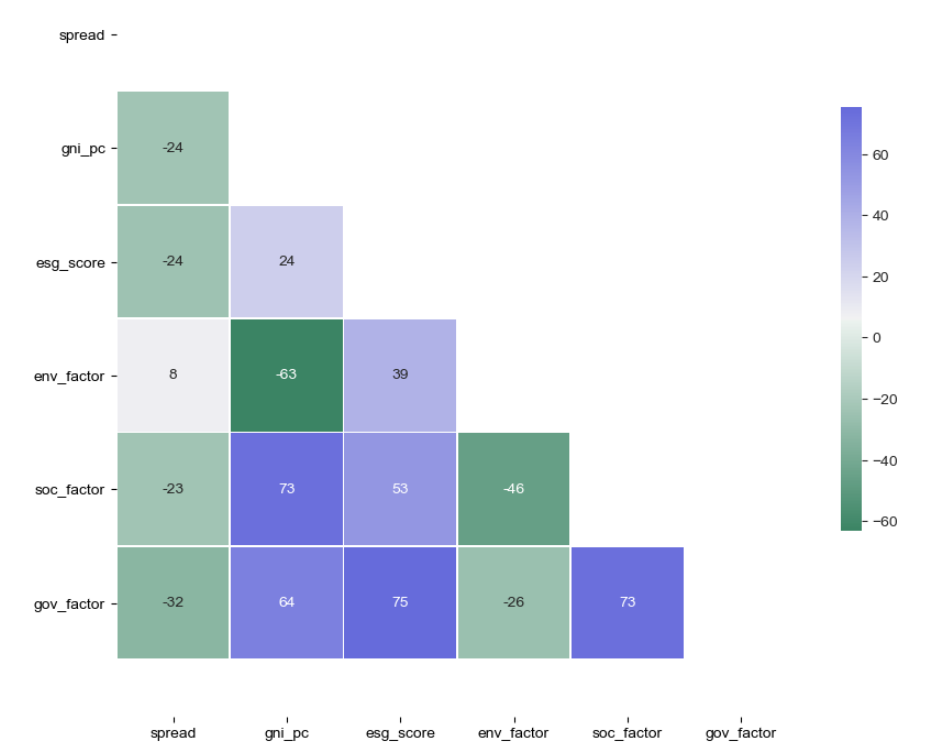 spread
gni_pc
-24
60
40
esg_score
-24
24
20
0
env_factor
8
-63
39
−20
−40
soc_factor
-23
73
53
-46
−60
gov_factor
-32
64
75
-26
73
spread
gni_pc
esg_score
env_factor
soc_factor
gov_factor